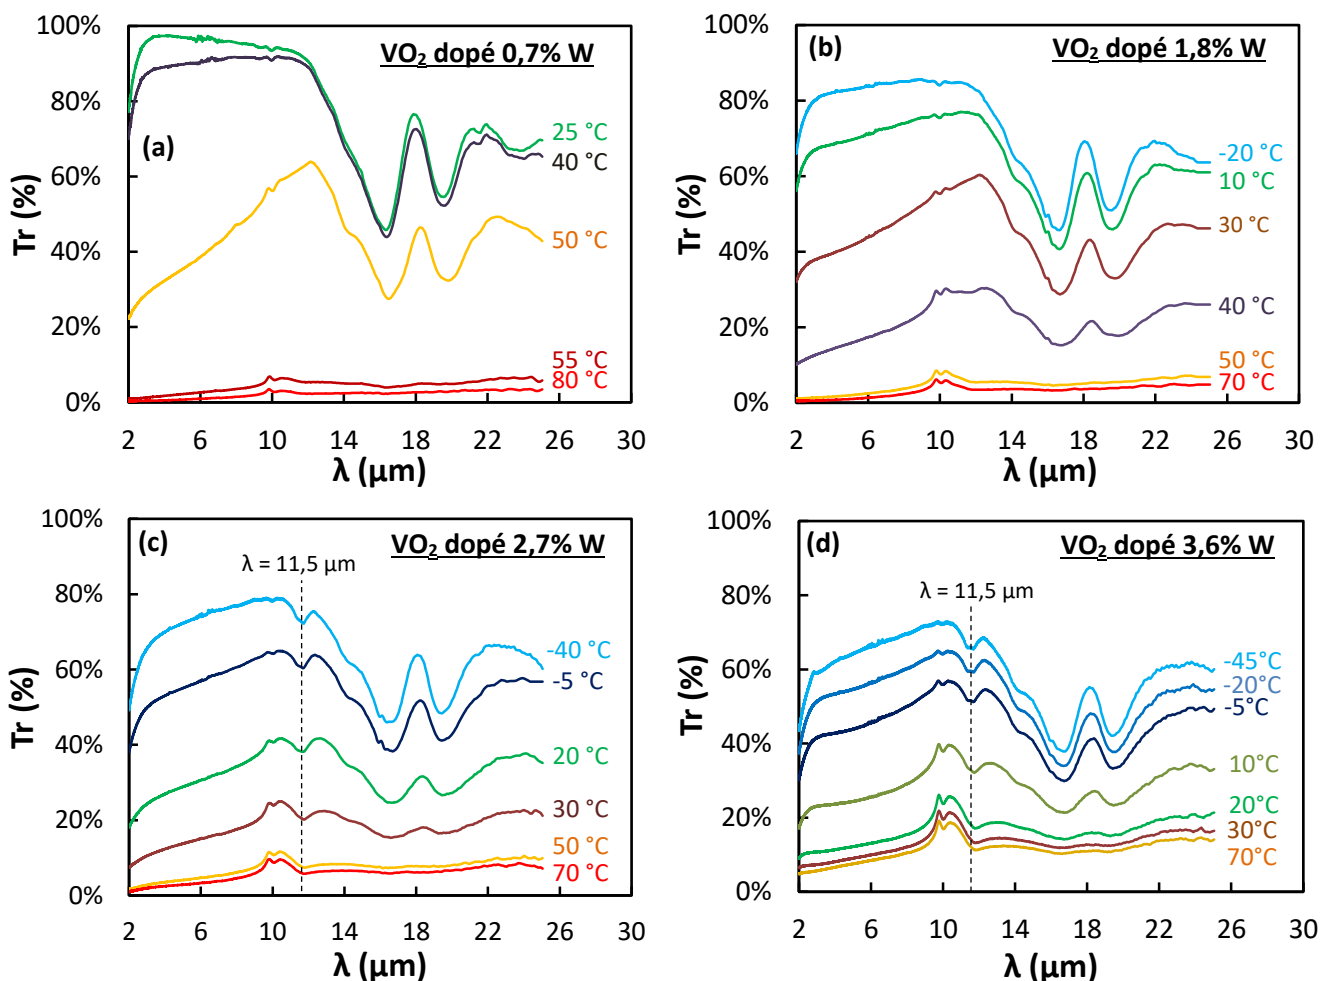 (a)
VO2 dopé 0,7% W
Tr (%)
100%
80%
60%
40%
20%
0%
25 °C
40 °C
50 °C
55 °C
80 °C
2 6 10 14 18 22 26 30
λ (µm)
(b)
VO2 dopé 1,8% W
Tr (%)
100%
80%
60%
40%
20%
0%
-20 °C
10 °C
30 °C
40 °C
50 °C
70 °C
2 6 10 14 18 22 26 30
λ (µm)
(c)
VO2 dopé 2,7% W
λ = 11,5 µm
Tr (%)
100%
80%
60%
40%
20%
0%
-40 °C
-5 °C
20 °C
30 °C
50 °C
70 °C
2 6 10 14 18 22 26 30
λ (µm)
(d)
VO2 dopé 3,6% W
λ = 11,5 µm
Tr (%)
100%
80%
60%
40%
20%
0%
-45°C
-20°C
-5°C
10°C
20°C
30°C
70°C
2 6 10 14 18 22 26 30
λ (µm)